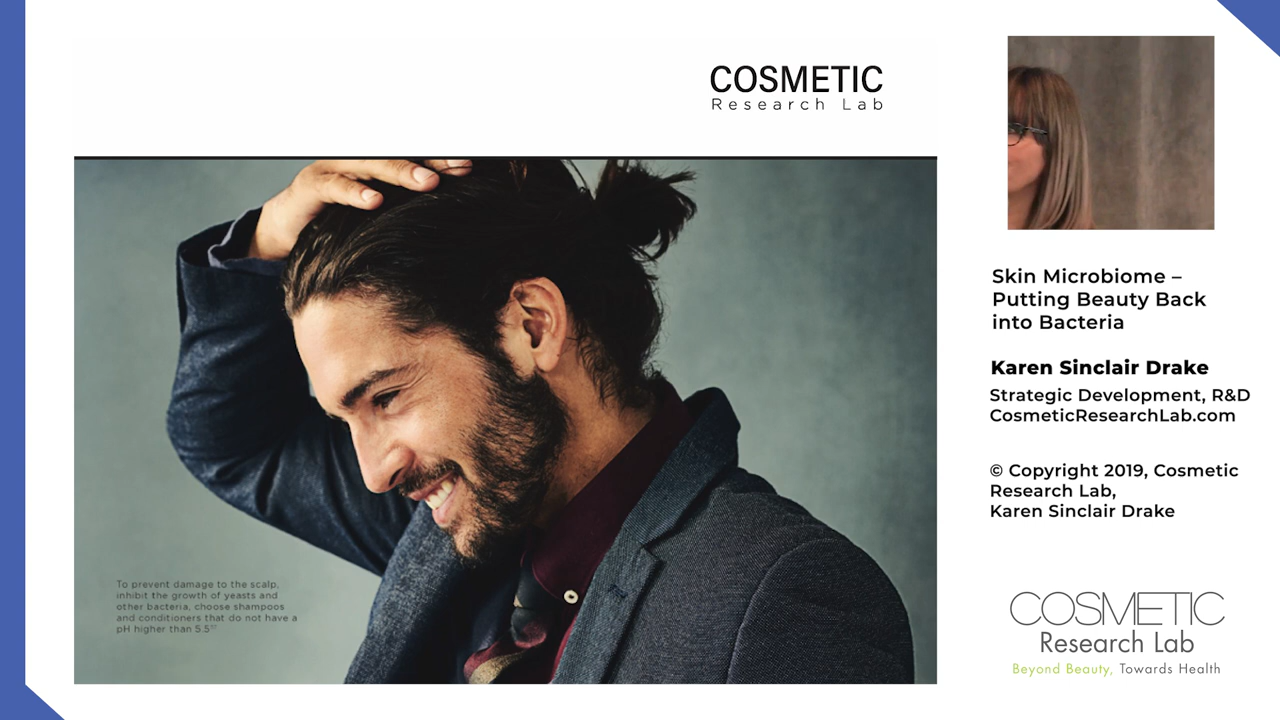 COSMETIC
Research Lab
To prevent damage to the scalp,
inhibit the growth of yeasts and
other bacteria, choose shampoos
and conditioners that do not have a
pH higher than 5.5
Skin Microbiome –
Putting Beauty Back
into Bacteria
Karen Sinclair Drake
Strategic Development, R&D
CosmeticResearchLab.com
© Copyright 2019, Cosmetic
Research Lab,
Karen Sinclair Drake
COSMETIC
Research Lab
Beyond Beauty, Towards Health